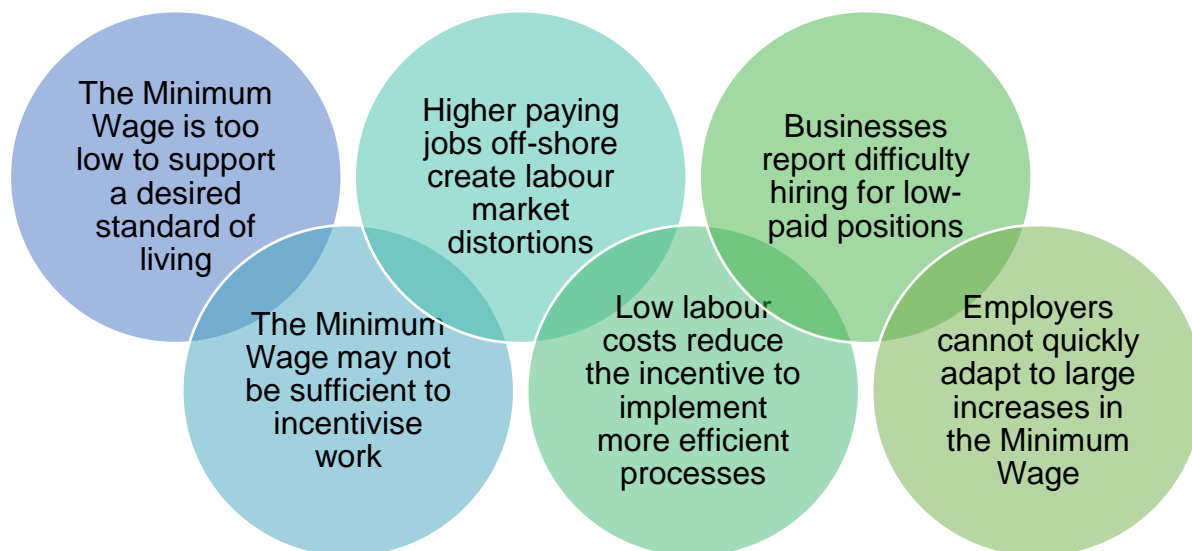 The Minimum
Wage is too
low to support
a desired
standard of
living
The Minimum
Wage may not
be sufficient to
incentivise
work
Higher paying
jobs off-shore
create labour
market
distortions
Low labour
costs reduce
the incentive to
implement
more efficient
processes
Businesses
report difficulty
hiring for low-
paid positions
Employers
cannot quickly
adapt to large
increases in
the Minimum
Wage